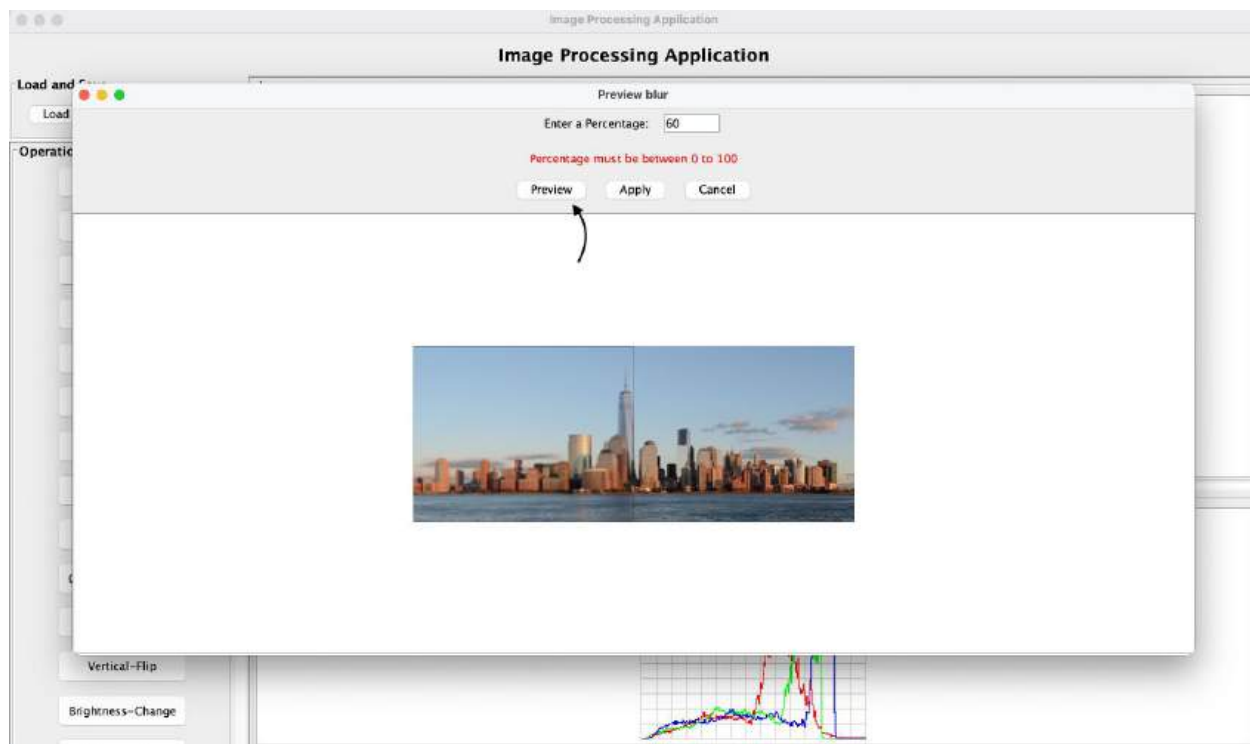 Image Processing Application
Image Processing Application
Load and
Load
Preview blur
Enter a Percentage: 60
Percentage must be between 0 to 100
Preview Apply Cancel
Vertical-Flip
Brightness-Change